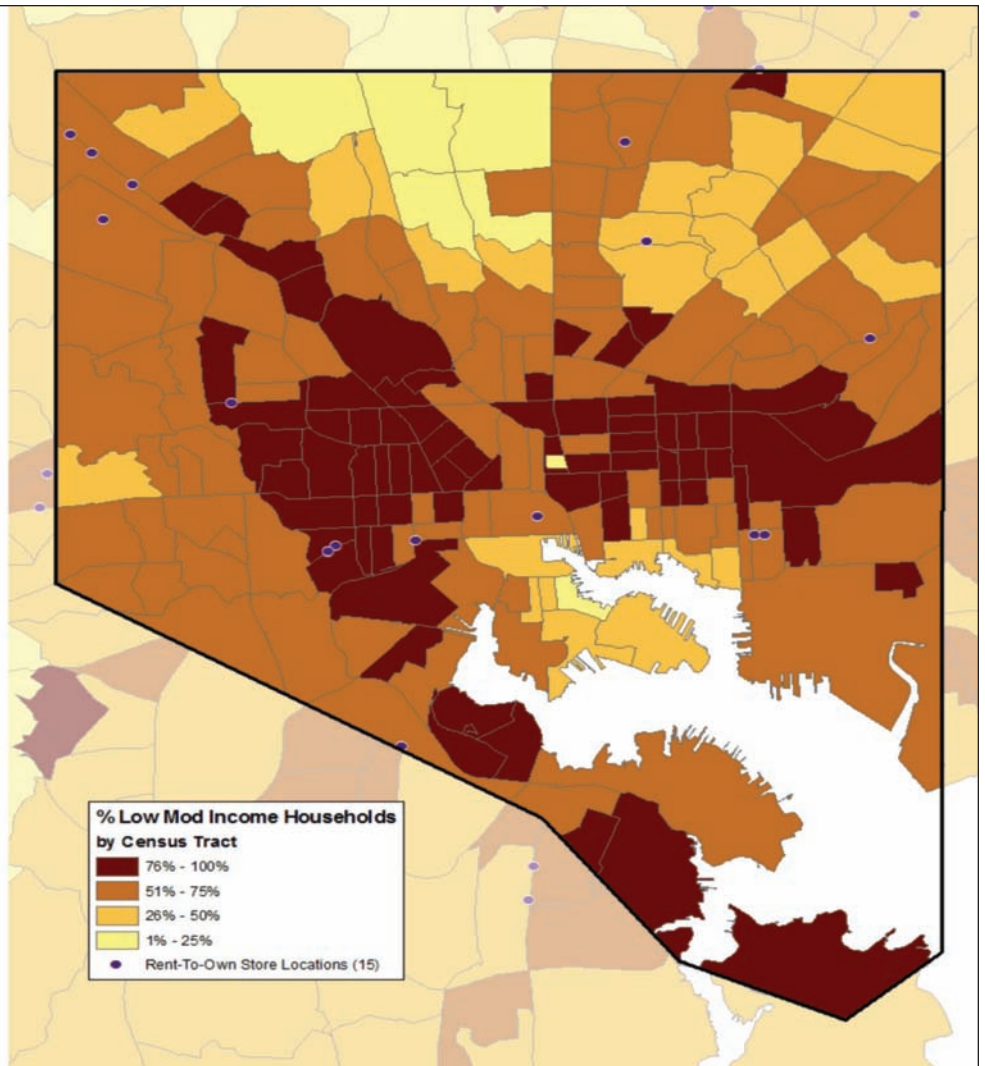 % Low Mod Income Households
by Census Tract
76% - 100%
51% - 75%
26% - 50%
1% - 25%
Rent-To-Own Store Locations (15)